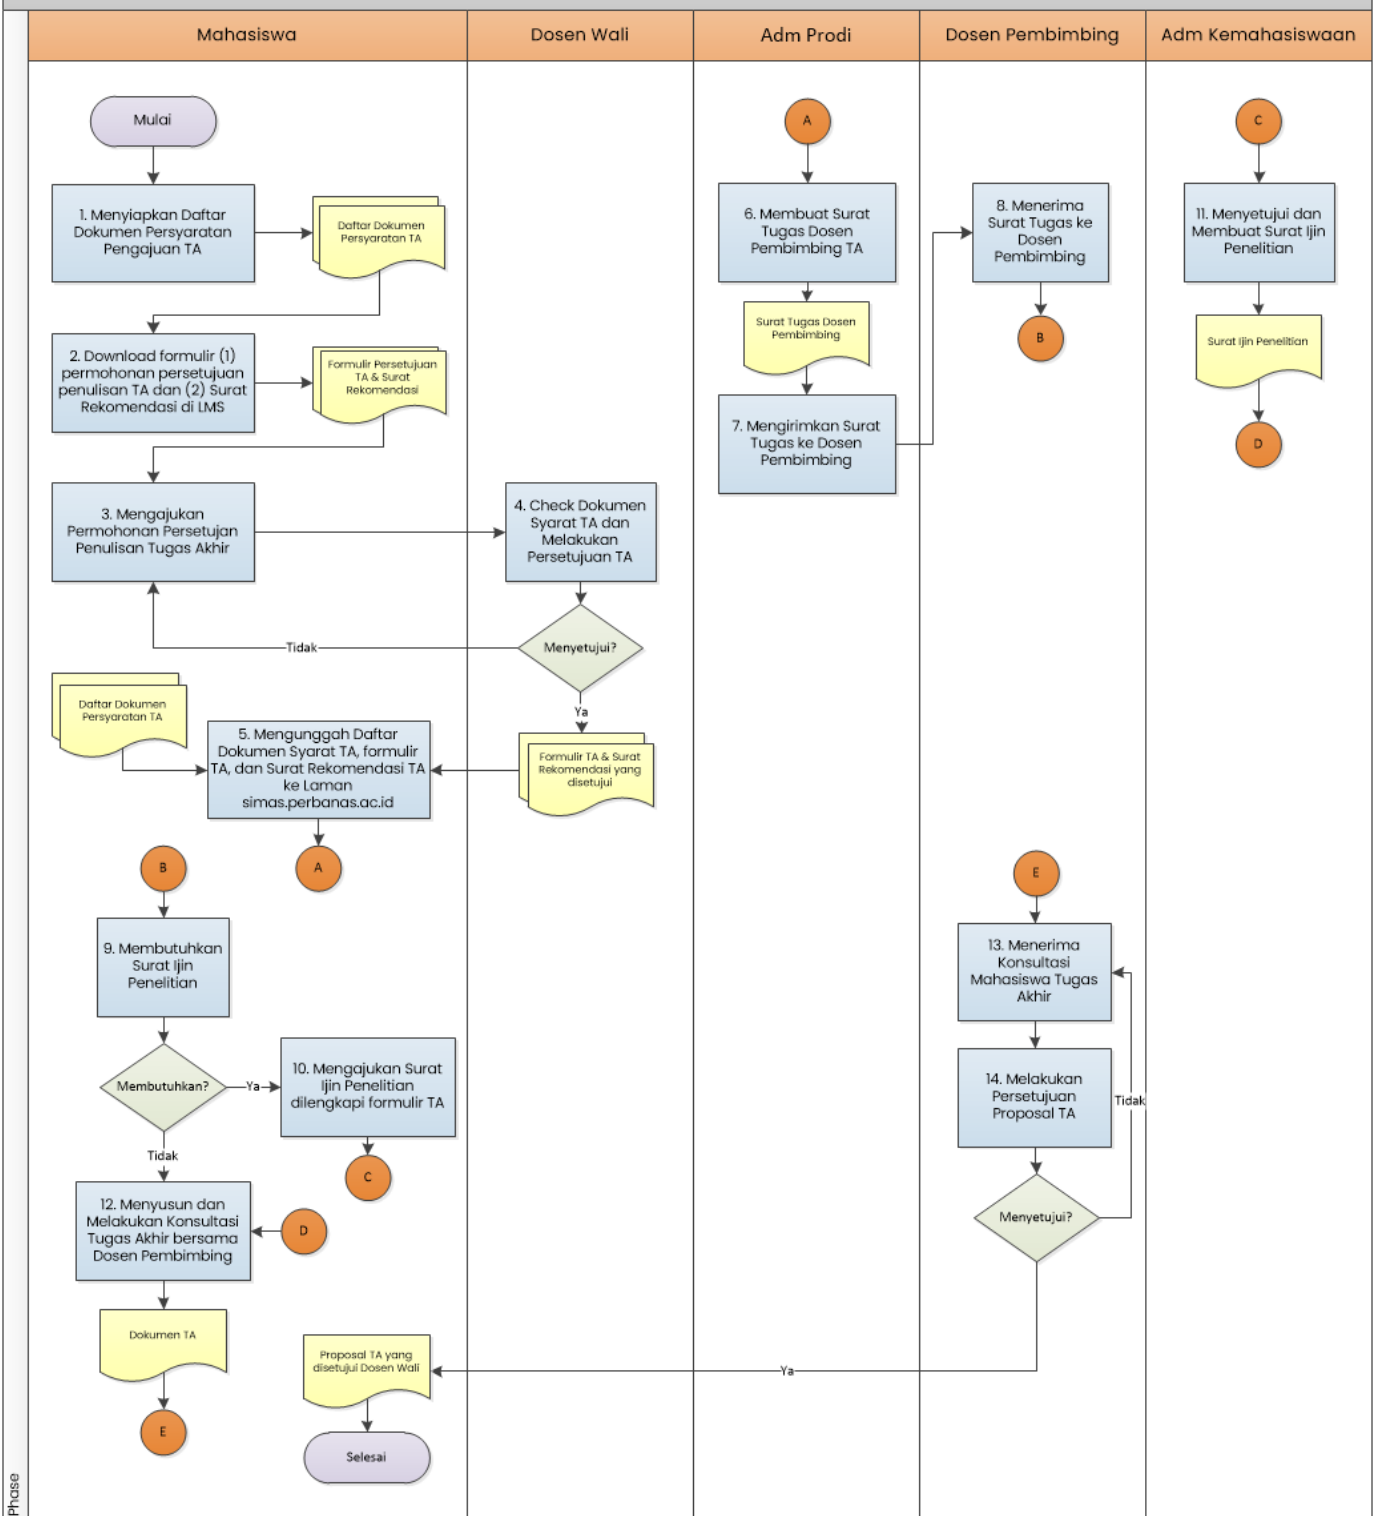 Mahasiswa
Dosen Wali
Adm Prodi
Dosen Pembimbing
Adm Kemahasiswaan
Mulai
1. Menyiapkan Daftar
Dokumen Persyaratan
Pengajuan TA
Daftar Dokumen
Persyaratan TA
2. Download formulir (1)
permohonan persetujuan
penulisan TA dan (2) Surat
Rekomendasi di LMS
Formulir Persetujuan
TA & Surat
Rekomendasi
3. Mengajukan
Permohonan Persetujan
Penulisan Tugas Akhir
4. Check Dokumen
Syarat TA dan
Melakukan
Persetujuan TA
Menyetujui?
Tidak
Ya
Formulir TA & Surat
Rekomendasi yang
disetujui
Daftar Dokumen
Persyaratan TA
5. Mengunggah Daftar
Dokumen Syarat TA, formulir
TA, dan Surat Rekomendasi TA
ke Laman
simas.perbanas.ac.id
A
A
6. Membuat Surat
Tugas Dosen
Pembimbing TA
Surat Tugas Dosen
Pembimbing
7. Mengirimkan Surat
Tugas ke Dosen
Pembimbing
8. Menerima
Surat Tugas ke
Dosen
Pembimbing
B
B
9. Membutuhkan
Surat Ijin
Penelitian
Membutuhkan?
Ya
Tidak
10. Mengajukan Surat
Ijin Penelitian
dilengkapi formulir TA
C
C
11. Menyetujui dan
Membuat Surat Ijin
Penelitian
Surat Ijin Penelitian
D
D
12. Menyusun dan
Melakukan Konsultasi
Tugas Akhir bersama
Dosen Pembimbing
Dokumen TA
E
E
13. Menerima
Konsultasi
Mahasiswa Tugas
Akhir
14. Melakukan
Persetujuan
Proposal TA
Tidak
Menyetujui?
Ya
Proposal TA yang
disetujui Dosen Wali
Selesai
Phase